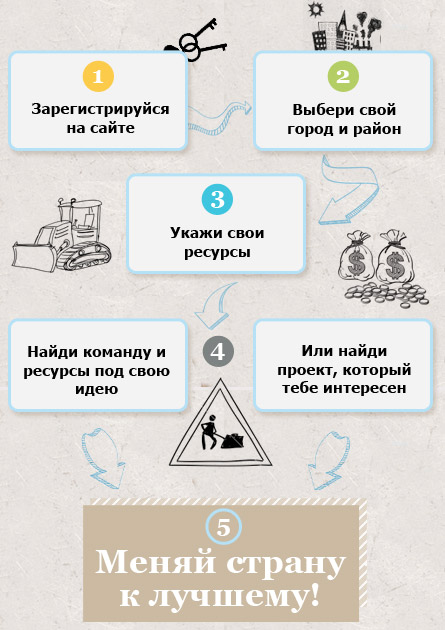 1
Зарегистрируйся
на сайте
2
Выбери свой
город и район
3
Укажи свои
ресурсы
$ $
4
Найди команду и
ресурсы под свою
идею
Или найди
проект, который
тебе интересен
5
Меняй страну
к лучшему!